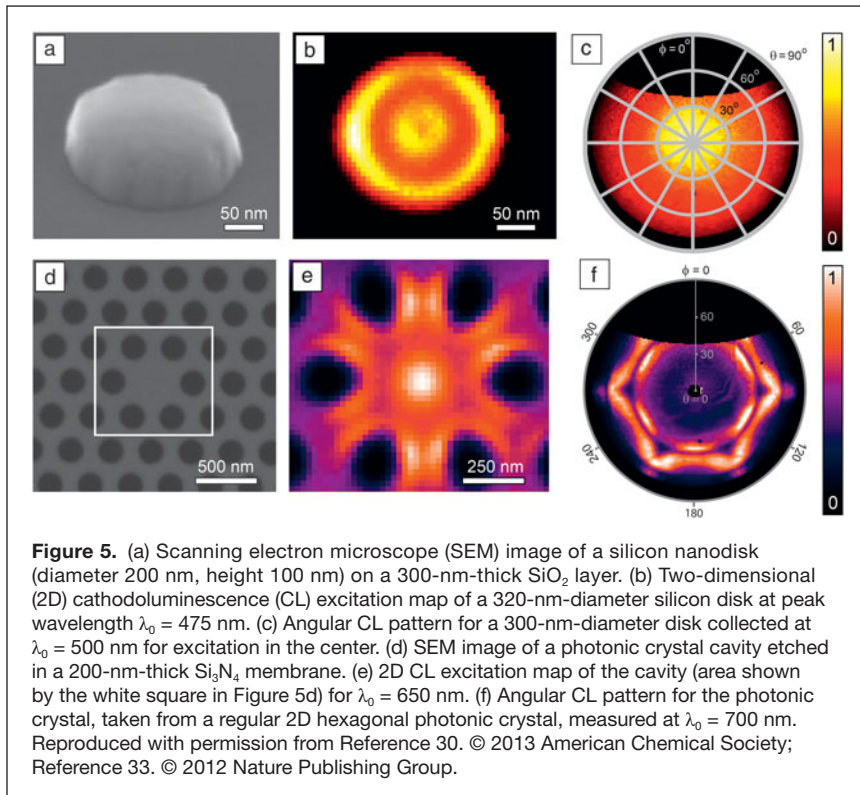 a
50 nm
b
50 nm
c
ϕ = 0°
θ = 90°
60°
30°
1
0
d
500 nm
e
250 nm
f
ϕ = 0
60
30
θ = 0
300
60
240
120
180
1
0
Figure 5. (a) Scanning electron microscope (SEM) image of a silicon nanodisk
(diameter 200 nm, height 100 nm) on a 300-nm-thick SiO₂ layer. (b) Two-dimensional
(2D) cathodoluminescence (CL) excitation map of a 320-nm-diameter silicon disk at peak
wavelength λ₀ = 475 nm. (c) Angular CL pattern for a 300-nm-diameter disk collected at
λ₀ = 500 nm for excitation in the center. (d) SEM image of a photonic crystal cavity etched
in a 200-nm-thick Si₃N₄ membrane. (e) 2D CL excitation map of the cavity (area shown
by the white square in Figure 5d) for λ₀ = 650 nm. (f) Angular CL pattern for the photonic
crystal, taken from a regular 2D hexagonal photonic crystal, measured at λ₀ = 700 nm.
Reproduced with permission from Reference 30. © 2013 American Chemical Society;
Reference 33. © 2012 Nature Publishing Group.